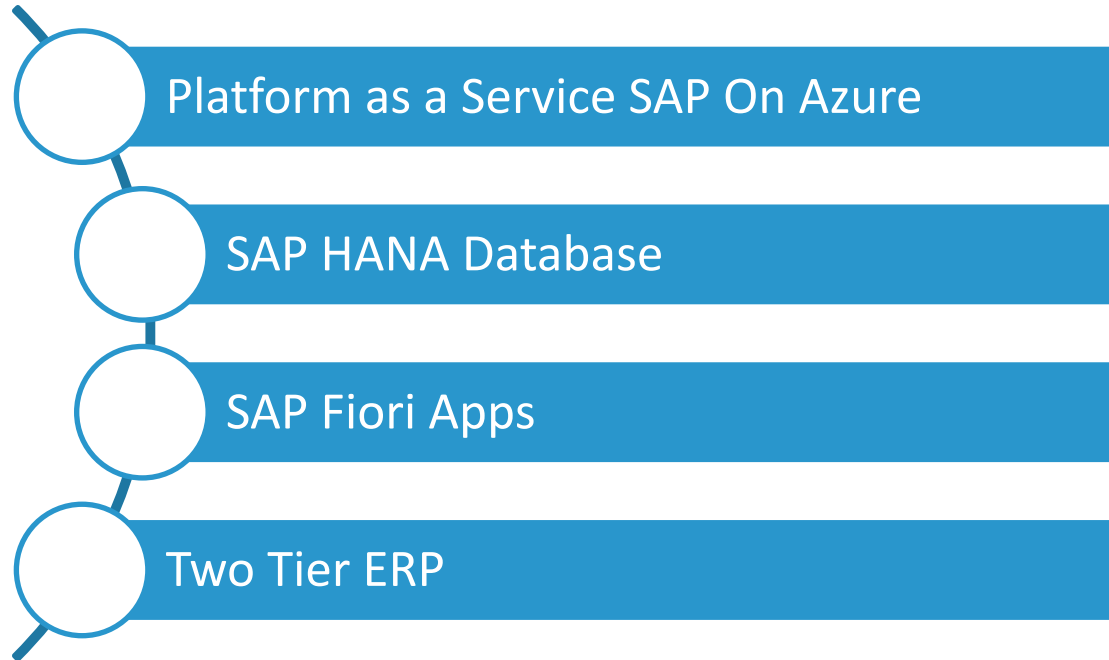 Platform as a Service SAP On Azure
SAP HANA Database
SAP Fiori Apps
Two Tier ERP